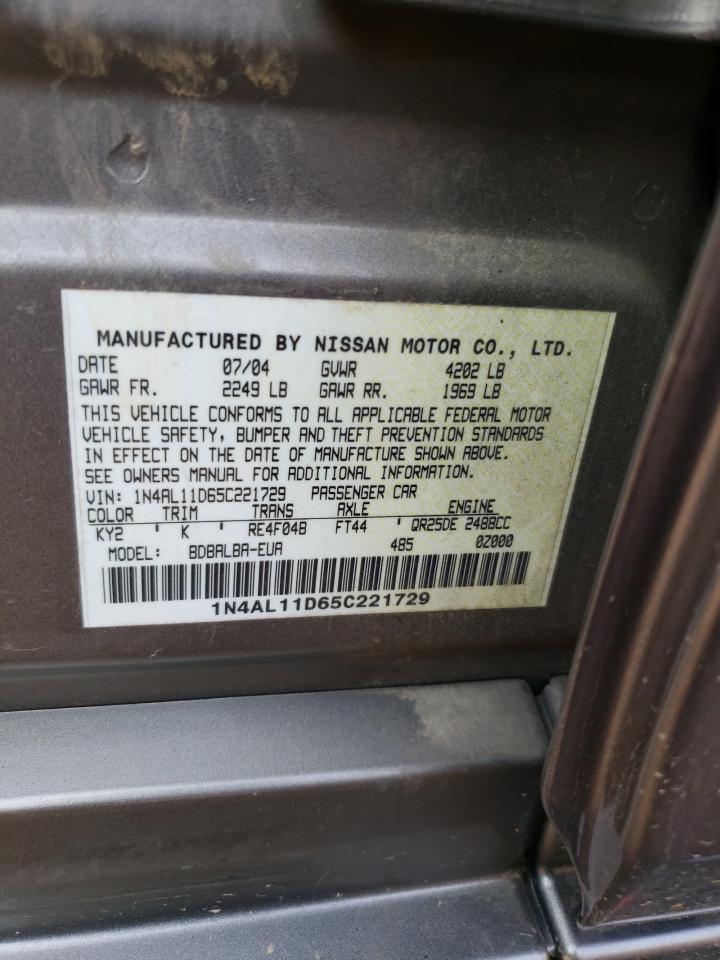 MANUFACTURED BY NISSAN MOTOR CO., LTD.
DATE 07/04 GVWR 4202 LB
GAWR FR. 2249 LB GAWR RR. 1969 LB
THIS VEHICLE CONFORMS TO ALL APPLICABLE FEDERAL MOTOR
VEHICLE SAFETY, BUMPER AND THEFT PREVENTION STANDARDS
IN EFFECT ON THE DATE OF MANUFACTURE SHOWN ABOVE.
SEE OWNERS MANUAL FOR ADDITIONAL INFORMATION.
VIN: 1N4AL11D65C221729 PASSENGER CAR
COLOR TRIM TRANS AXLE ENGINE
KY2 K RE4F04B FT44 QR25DE 2488CC
MODEL: BDBALBA-EUA 485 0Z000
1N4AL11D65C221729